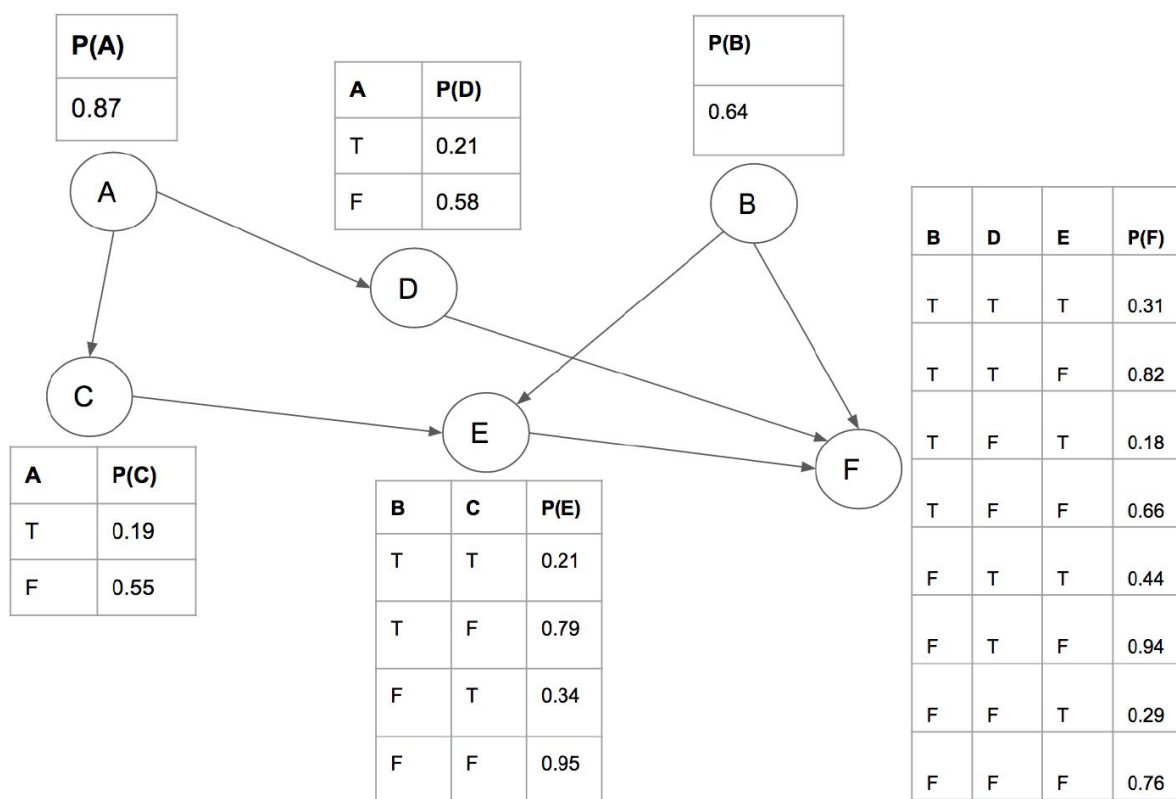 P(A)
0.87
A P(D)
T 0.21
F 0.58
P(B)
0.64
A
B
D
C
E
F
A P(C)
T 0.19
F 0.55
B C P(E)
T T 0.21
T F 0.79
F T 0.34
F F 0.95
B D E P(F)
T T T 0.31
T T F 0.82
T F T 0.18
T F F 0.66
F T T 0.44
F T F 0.94
F F T 0.29
F F F 0.76